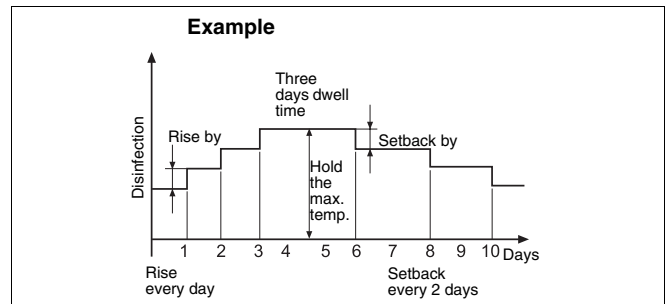 Example
Three
days dwell
time
Rise by
Setback by
Disinfection
Hold
the
max.
temp.
1 2 3 4 5 6 7 8 9 10 Days
Rise
every day
Setback
every 2 days